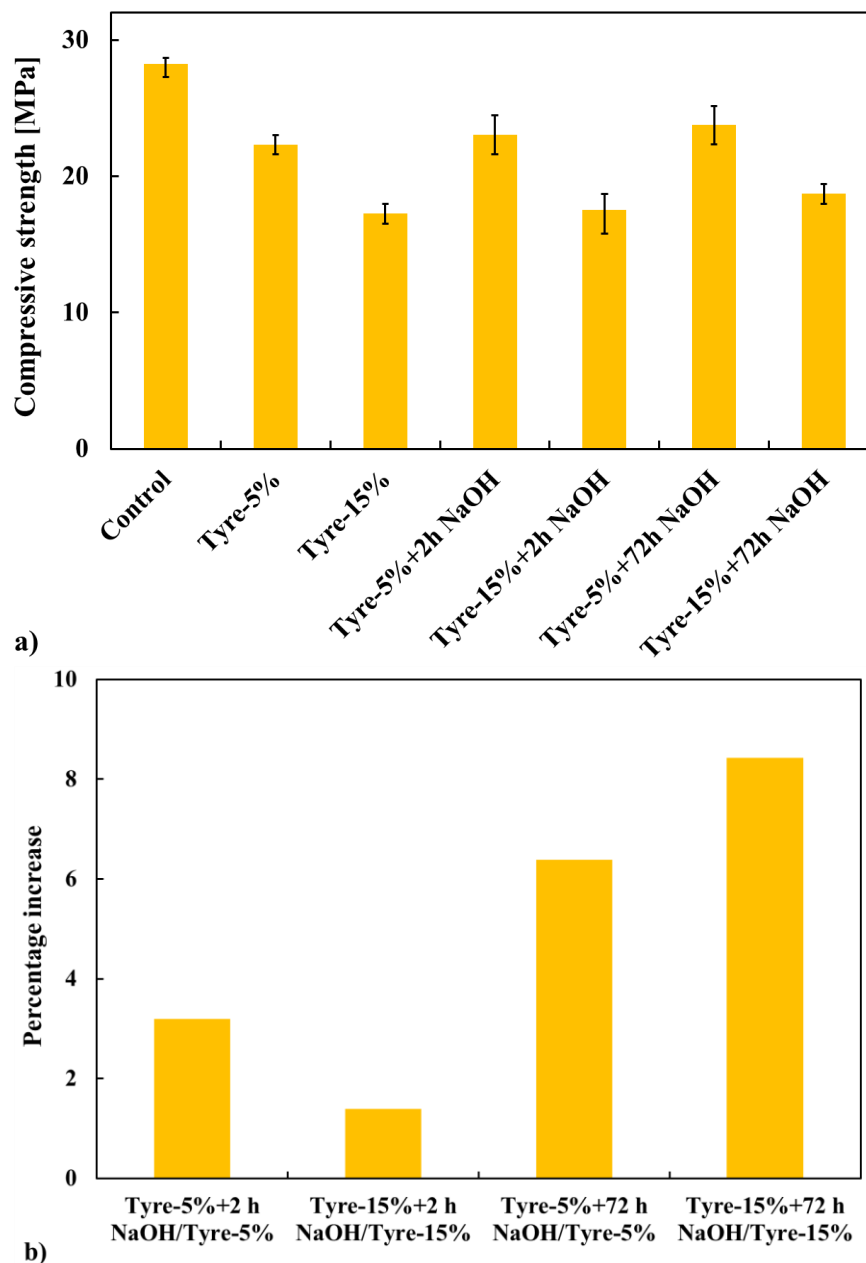 Compressive strength [MPa]
30
20
10
0
Control
Tyre-5%
Tyre-15%
Tyre-5%+2h NaOH
Tyre-15%+2h NaOH
Tyre-5%+72h NaOH
Tyre-15%+72h NaOH
a)
Percentage increase
10
8
6
4
2
0
Tyre-5%+2 h
NaOH/Tyre-5%
Tyre-15%+2 h
NaOH/Tyre-15%
Tyre-5%+72 h
NaOH/Tyre-5%
Tyre-15%+72 h
NaOH/Tyre-15%
b)